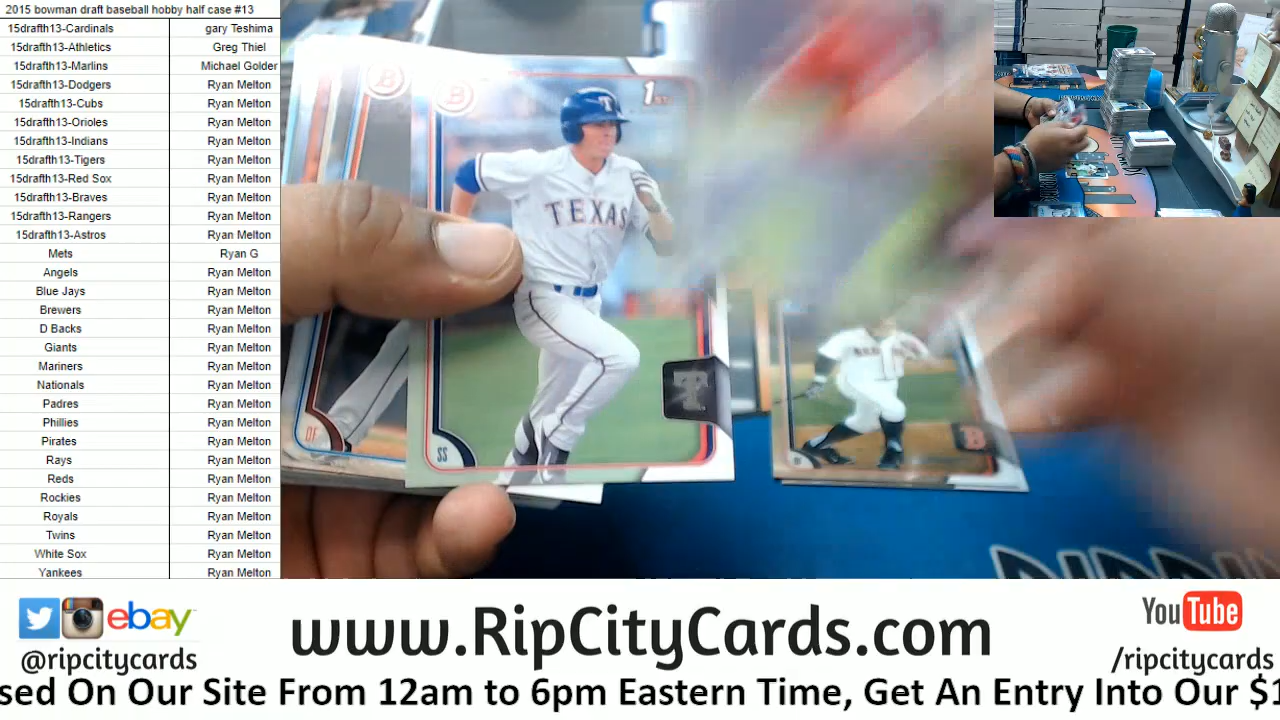 2015 bowman draft baseball hobby half case #13
15drafth13-Cardinals gary Teshima
15drafth13-Athletics Greg Thiel
15drafth13-Marlins Michael Golder
15drafth13-Dodgers Ryan Melton
15drafth13-Cubs Ryan Melton
15drafth13-Orioles Ryan Melton
15drafth13-Indians Ryan Melton
15drafth13-Tigers Ryan Melton
15drafth13-Red Sox Ryan Melton
15drafth13-Braves Ryan Melton
15drafth13-Rangers Ryan Melton
15drafth13-Astros Ryan Melton
Mets Ryan G
Angels Ryan Melton
Blue Jays Ryan Melton
Brewers Ryan Melton
D Backs Ryan Melton
Giants Ryan Melton
Mariners Ryan Melton
Nationals Ryan Melton
Padres Ryan Melton
Phillies Ryan Melton
Pirates Ryan Melton
Rays Ryan Melton
Reds Ryan Melton
Rockies Ryan Melton
Royals Ryan Melton
Twins Ryan Melton
White Sox Ryan Melton
Yankees Ryan Melton
B
B
1st
T
TEXAS
T
OF
SS
B
ebay
@ripcitycards
www.RipCityCards.com
YouTube
/ripcitycards
sed On Our Site From 12am to 6pm Eastern Time, Get An Entry Into Our $1